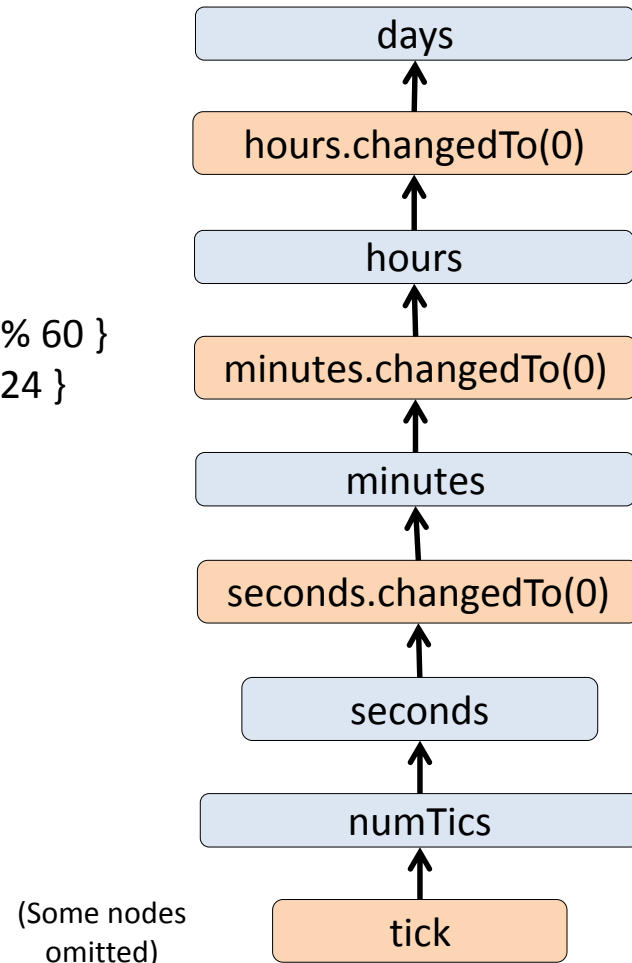 days
hours.changedTo(0)
hours
% 60 }
minutes.changedTo(0)
24 }
minutes
seconds.changedTo(0)
seconds
numTics
(Some nodes
omitted)
tick